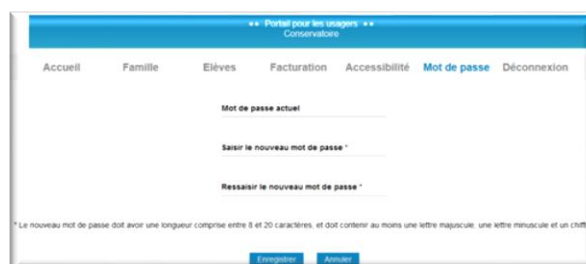 •• Portail pour les usagers ••
Conservatoire
Accueil Famille Elèves Facturation Accessibilité Mot de passe Déconnexion
Mot de passe actuel
Saisir le nouveau mot de passe *
Ressaisir le nouveau mot de passe *
* Le nouveau mot de passe doit avoir une longueur comprise entre 8 et 20 caractères, et doit contenir au moins une lettre majuscule, une lettre minuscule et un chiff
Enregistrer Annuler